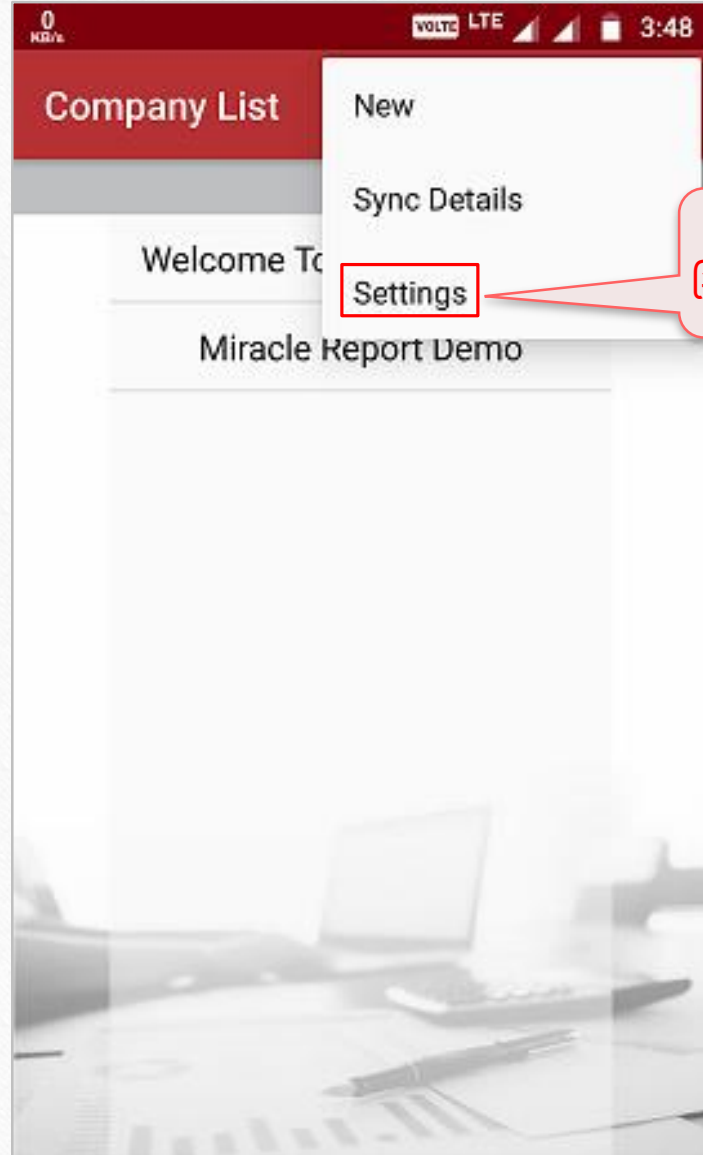 0
KB/s
VOLTE LTE 3:48
Company List
New
Sync Details
Settings
Welcome To
Miracle Report Demo